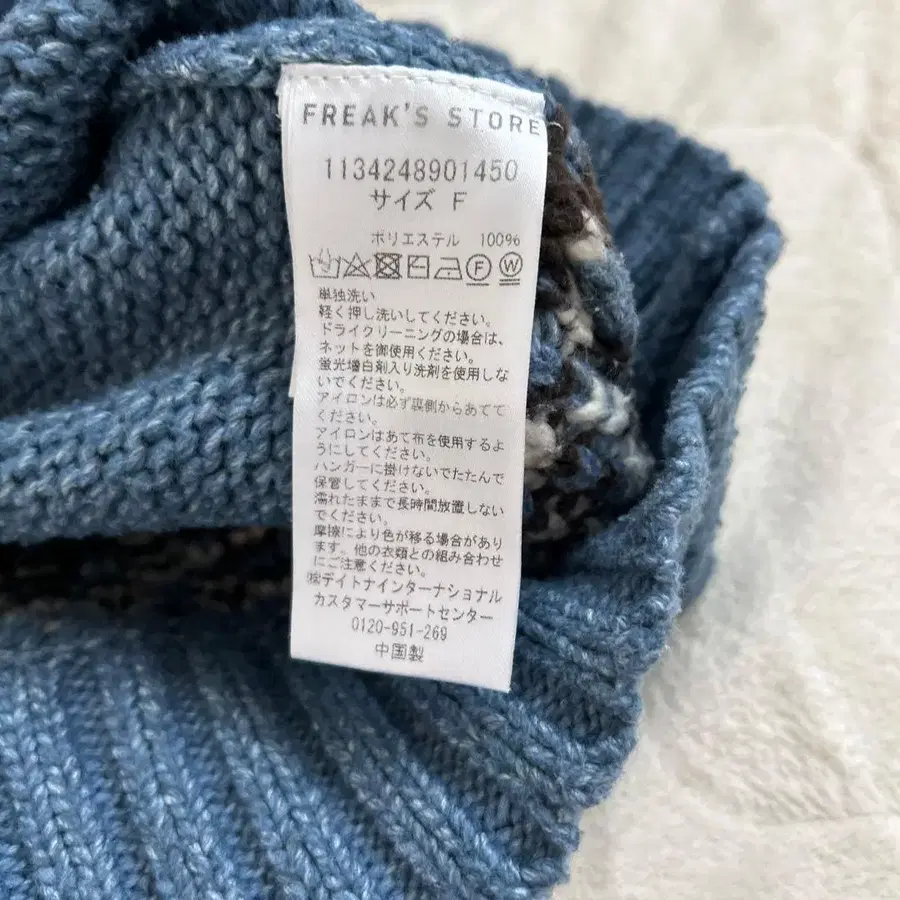 FREAK'S STORE
1134248901450
サイズ F
ポリエステル 100%
F W
単独洗い
軽く押し洗いしてください。
ドライクリーニングの場合は、
ネットを御使用ください。
蛍光増白剤入り洗剤を使用しな
いでください。
アイロンは必ず裏側からあてて
ください。
アイロンはあて布を使用するよ
うにしてください。
ハンガーに掛けないでたたんで
保管してください。
濡れたままで長時間放置しない
でください。
摩擦により色が移る場合があり
ます。他の衣類との組み合わせ
にご注意ください。
㈱デイトナインターナショナル
カスタマーサポートセンター
0120-951-269
中国製